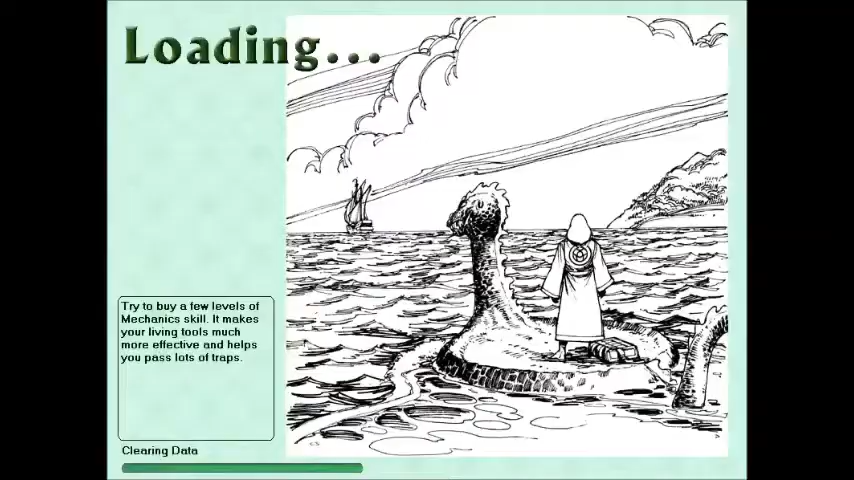 Loading...
Try to buy a few levels of
Mechanics skill. It makes
your living tools much
more effective and helps
you pass lots of traps.
Clearing Data